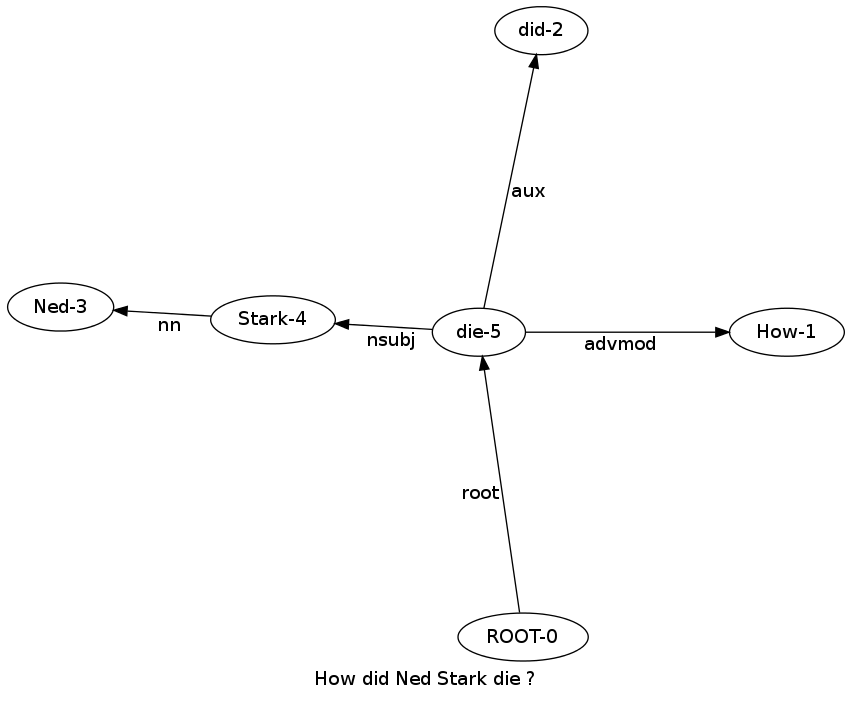 did-2
aux
Ned-3
nn
Stark-4
nsubj
die-5
advmod
How-1
root
ROOT-0
How did Ned Stark die ?